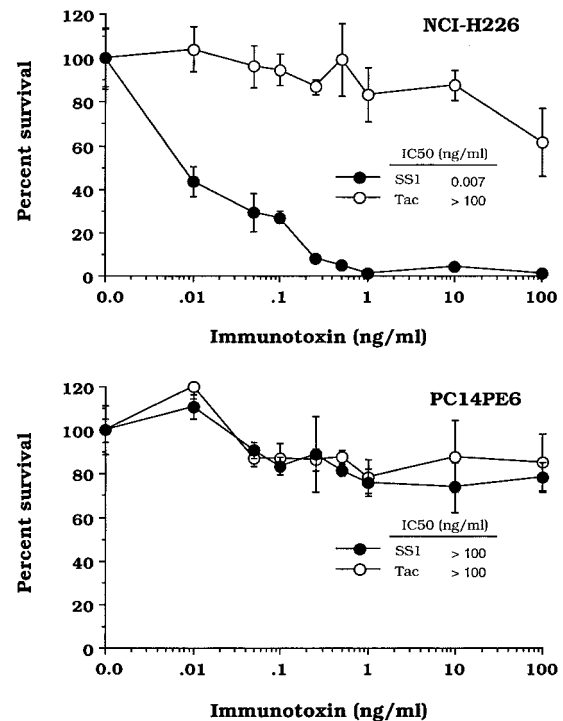 NCI-H226
120
100
80
60
40
20
0
Percent survival
IC50 (ng/ml)
SS1 0.007
Tac > 100
0.0 .01 .1 1 10 100
Immunotoxin (ng/ml)
PC14PE6
120
100
80
60
40
20
0
Percent survival
IC50 (ng/ml)
SS1 > 100
Tac > 100
0.0 .01 .1 1 10 100
Immunotoxin (ng/ml)